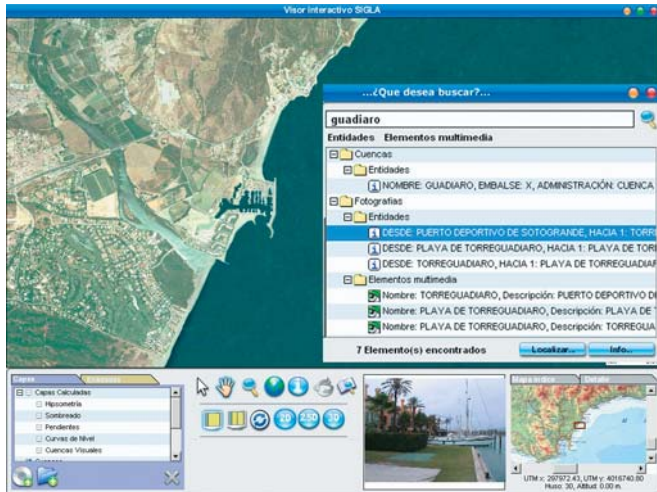 Visor interactivo SIGLA
...¿Que desea buscar?...
guadiaro
Entidades Elementos multimedia
Cuencas
Entidades
NOMBRE: GUADIARO, EMBALSE: X, ADMINISTRACIÓN: CUENCA
Fotografias
Entidades
DESDE: PUERTO DEPORTIVO DE SOTOGRANDE, HACIA 1: TORR
DESDE: PLAYA DE TORREGUADIARO, HACIA 1: PLAYA DE TOR
DESDE: TORREGUADIARO, HACIA 1: PLAYA DE TORREGUADIAR
Elementos multimedia
Nombre: TORREGUADIARO, Descripción: PUERTO DEPORTIVO D
Nombre: PLAYA DE TORREGUADIARO, Descripción: PLAYA DE T
Nombre: PLAYA DE TORREGUADIARO, Descripción: TORREGUA
7 Elemento(s) encontrados Localizar... Info...
Capas
Capas Calculadas
Hipsometría
Sombreado
Pendientes
Curvas de Nivel
Cuencas Visuales
2D 2.5D 3D
Mapa índice Detalle
UTM x: 297972.43, UTM y: 4016740.80
Huso: 30, Altitud: 0.00 m.